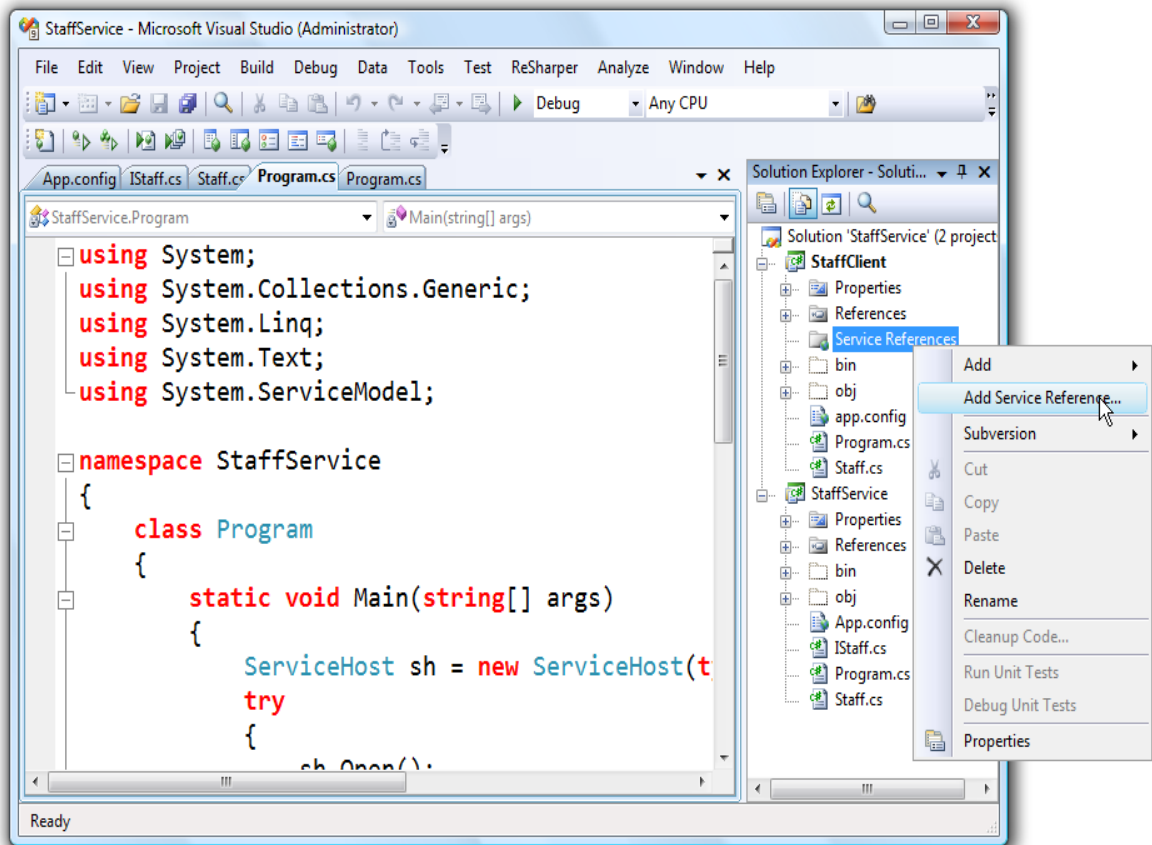 StaffService - Microsoft Visual Studio (Administrator)
File Edit View Project Build Debug Data Tools Test ReSharper Analyze Window Help
Debug Any CPU
App.config IStaff.cs Staff.cs Program.cs Program.cs
StaffService.Program Main(string[] args)
using System;
using System.Collections.Generic;
using System.Linq;
using System.Text;
using System.ServiceModel;
namespace StaffService
{
class Program
{
static void Main(string[] args)
{
ServiceHost sh = new ServiceHost(t
try
{
sh.Open();
Solution Explorer - Soluti...
Solution 'StaffService' (2 project
StaffClient
Properties
References
Service References
bin
obj
app.config
Program.cs
Staff.cs
StaffService
Properties
References
bin
obj
App.config
IStaff.cs
Program.cs
Staff.cs
Add
Add Service Reference...
Subversion
Cut
Copy
Paste
Delete
Rename
Cleanup Code...
Run Unit Tests
Debug Unit Tests
Properties
Ready